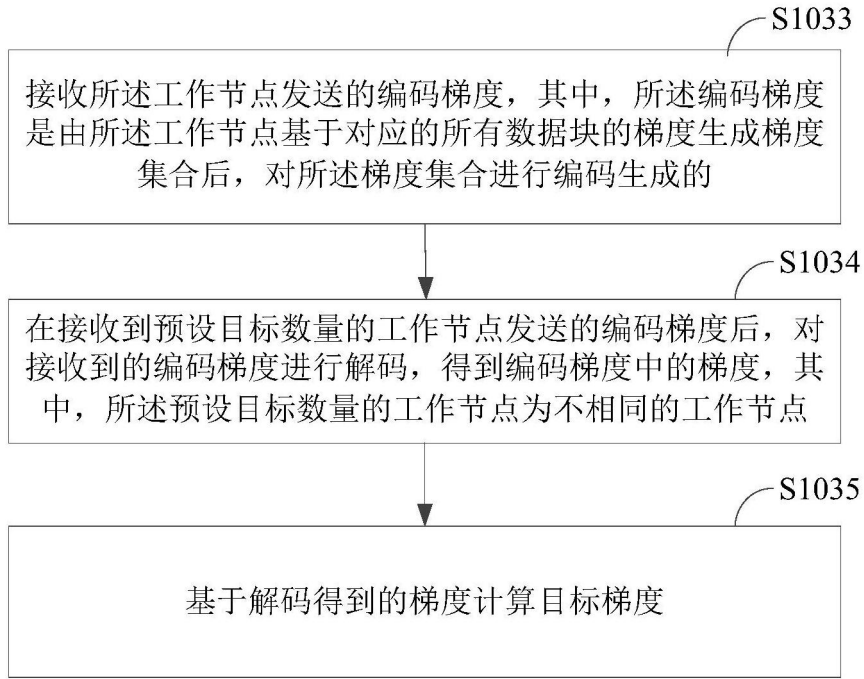 S1033
接收所述工作节点发送的编码梯度，其中，所述编码梯度
是由所述工作节点基于对应的所有数据块的梯度生成梯度
集合后，对所述梯度集合进行编码生成的
S1034
在接收到预设目标数量的工作节点发送的编码梯度后，对
接收到的编码梯度进行解码，得到编码梯度中的梯度，其
中，所述预设目标数量的工作节点为不相同的工作节点
S1035
基于解码得到的梯度计算目标梯度